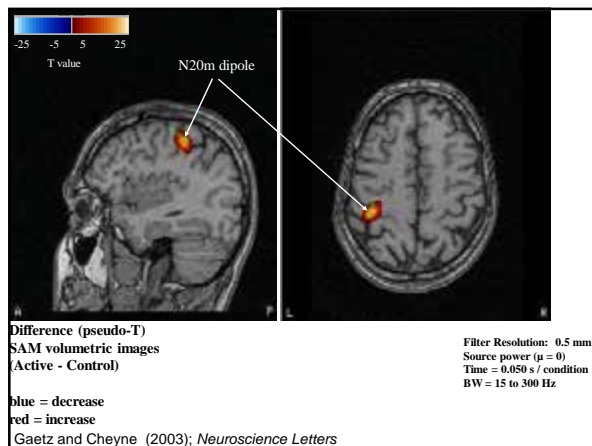 -25 -5 5 25
T value
N20m dipole
A P L R
Difference (pseudo-T)
SAM volumetric images
(Active - Control)
blue = decrease
red = increase
Gaetz and Cheyne (2003); Neuroscience Letters
Filter Resolution: 0.5 mm
Source power (μ = 0)
Time = 0.050 s / condition
BW = 15 to 300 Hz